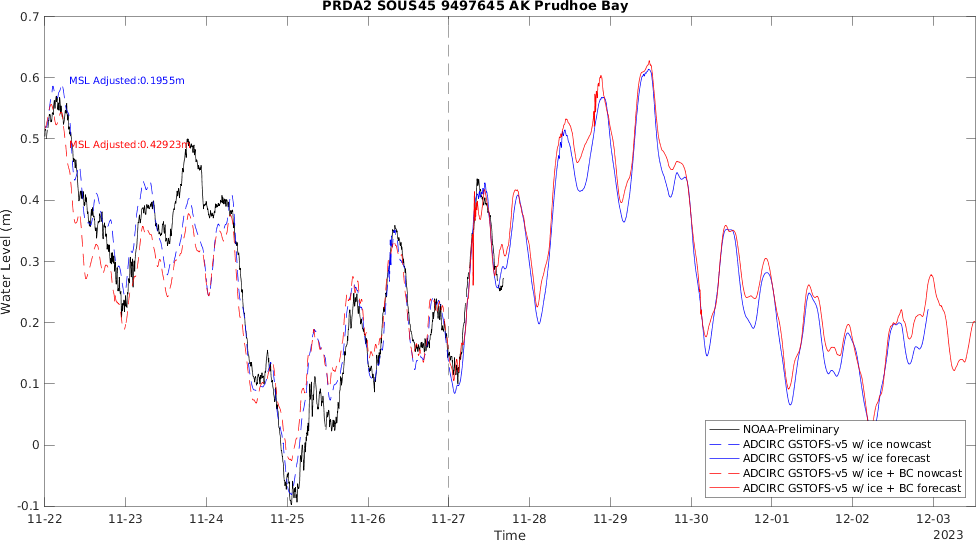 PRDA2 SOUS45 9497645 AK Prudhoe Bay
0.7
0.6
0.5
0.4
0.3
0.2
0.1
0
-0.1
Water Level (m)
MSL Adjusted:0.1955m
MSL Adjusted:0.42923m
NOAA-Preliminary
ADCIRC GSTOFS-v5 w/ ice nowcast
ADCIRC GSTOFS-v5 w/ ice forecast
ADCIRC GSTOFS-v5 w/ ice + BC nowcast
ADCIRC GSTOFS-v5 w/ ice + BC forecast
11-22 11-23 11-24 11-25 11-26 11-27 11-28 11-29 11-30 12-01 12-02 12-03
Time
2023